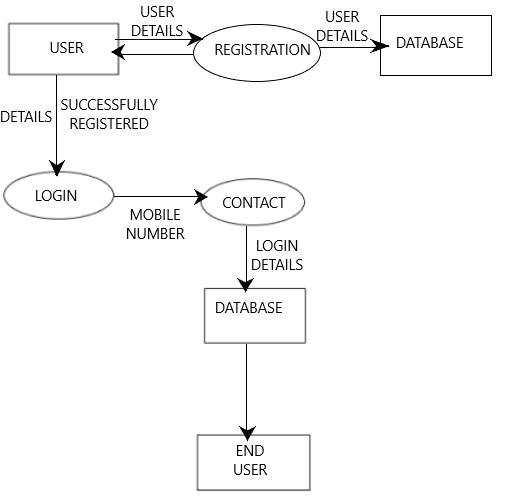 USER
DETAILS
USER
DETAILS
USER
REGISTRATION
DATABASE
DETAILS
SUCCESSFULLY
REGISTERED
LOGIN
MOBILE
NUMBER
CONTACT
LOGIN
DETAILS
DATABASE
END
USER